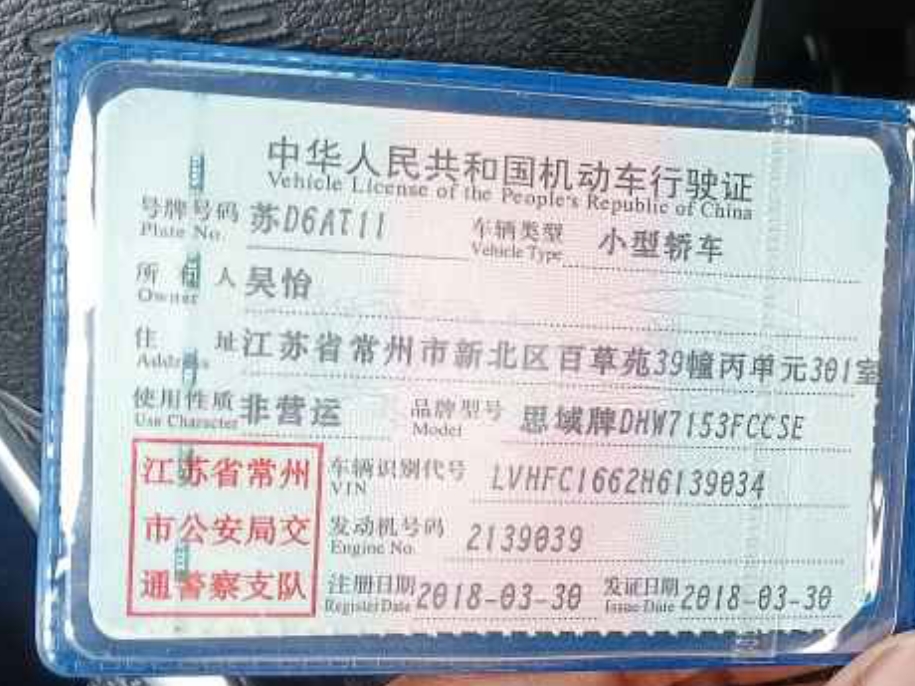 中华人民共和国机动车行驶证
Vehicle License of the People's Republic of China
号牌号码 苏D6AT11 车辆类型 小型轿车
Plate No. Vehicle Type
所有人 吴怡
Owner
住址 江苏省常州市新北区百草苑39幢丙单元301室
Address
使用性质 非营运 品牌型号 思域牌DHW7153FCCSE
Use Character Model
江苏省常州
市公安局交
通警察支队
车辆识别代号 LVHFC1662H6139034
VIN
发动机号码 2139039
Engine No.
注册日期 2018-03-30 发证日期 2018-03-30
Register Date Issue Date